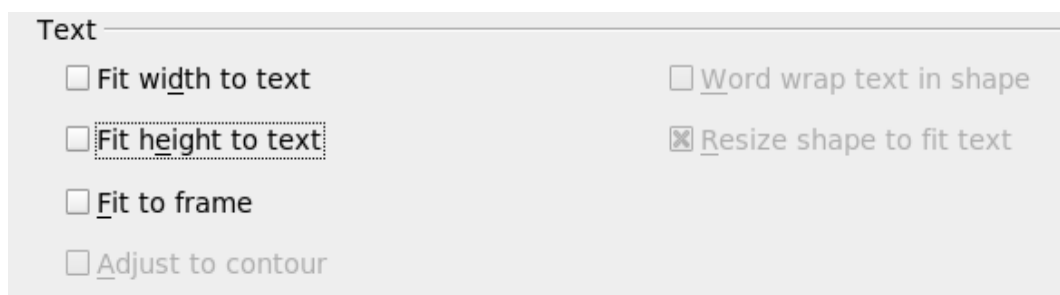 Text
Fit width to text
Word wrap text in shape
Fit height to text
Resize shape to fit text
Fit to frame
Adjust to contour